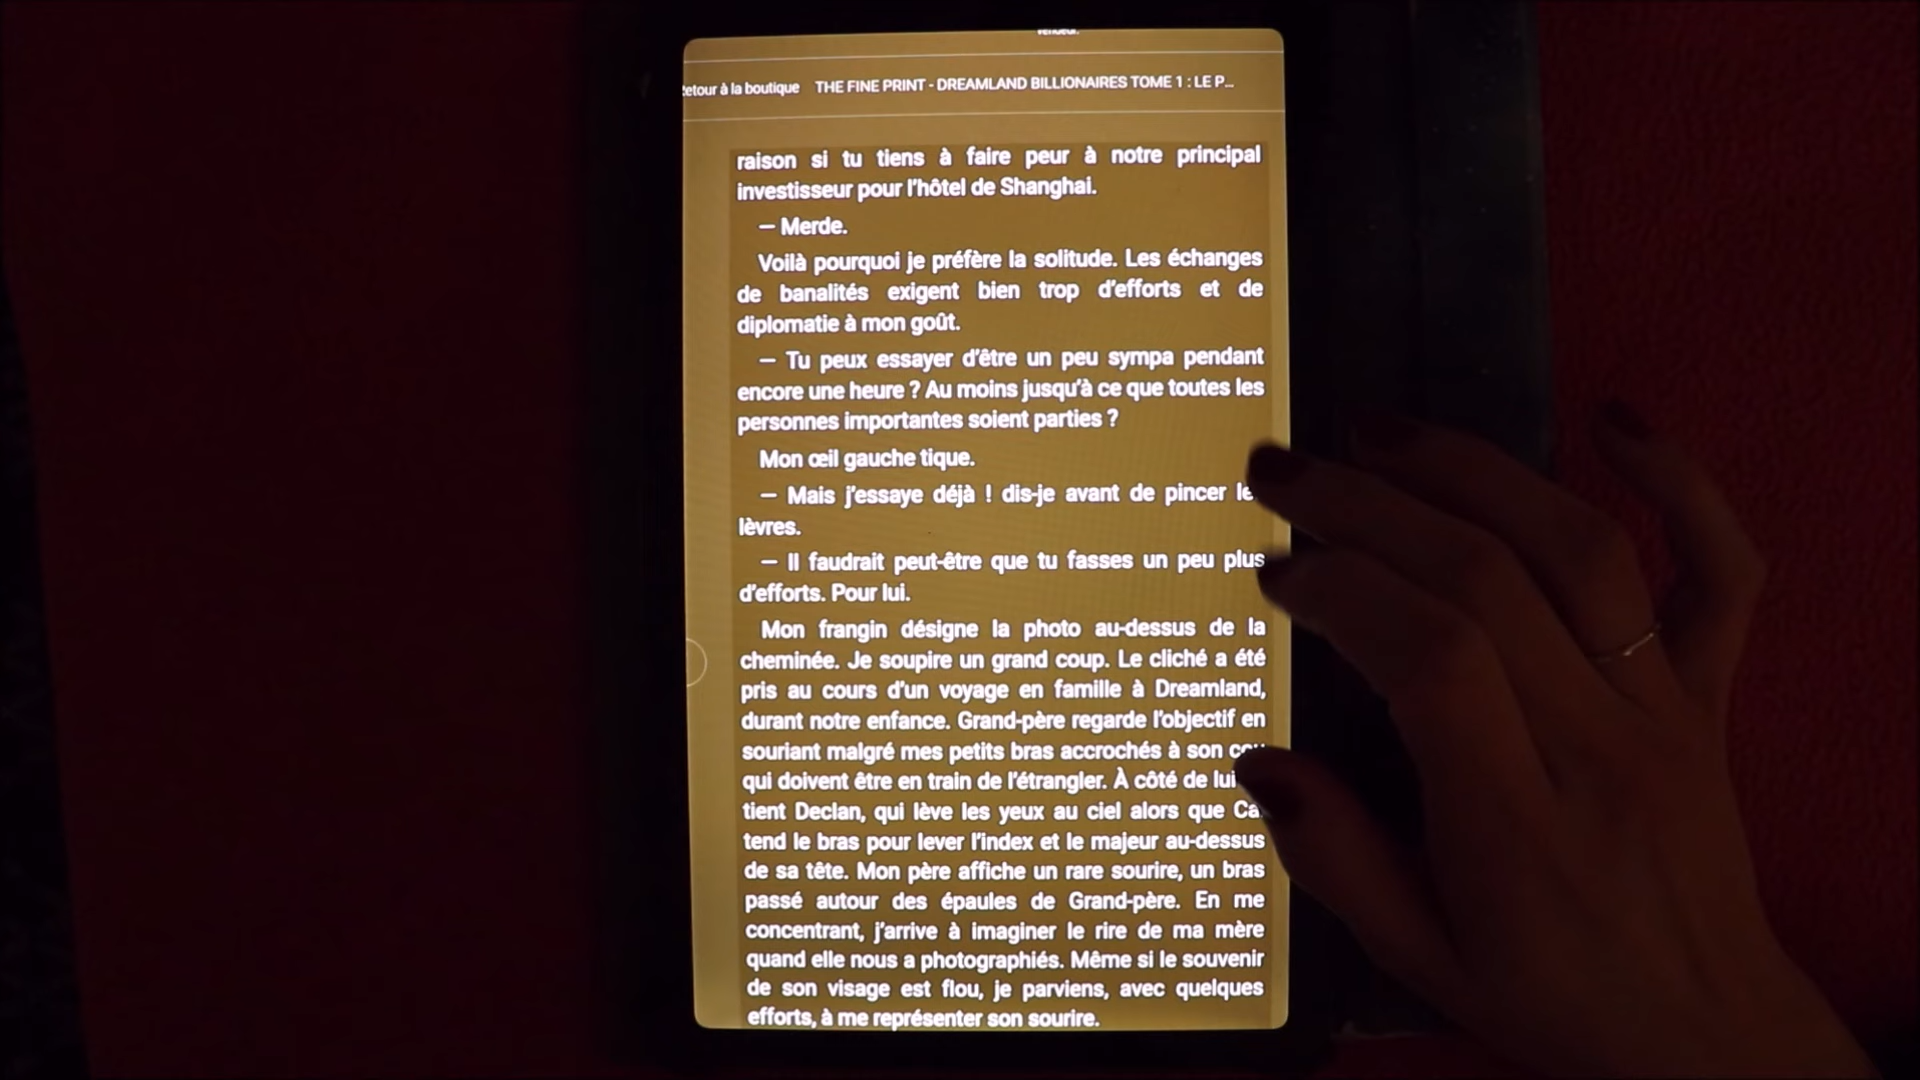 vendeur.
etour à la boutique THE FINE PRINT - DREAMLAND BILLIONAIRES TOME 1 : LE P...
raison si tu tiens à faire peur à notre principal
investisseur pour l'hôtel de Shanghai.
— Merde.
Voilà pourquoi je préfère la solitude. Les échanges
de banalités exigent bien trop d'efforts et de
diplomatie à mon goût.
— Tu peux essayer d'être un peu sympa pendant
encore une heure ? Au moins jusqu'à ce que toutes les
personnes importantes soient parties ?
Mon œil gauche tique.
— Mais j'essaye déjà ! dis-je avant de pincer
lèvres.
— Il faudrait peut-être que tu fasses un peu plus
d'efforts. Pour lui.
Mon frangin désigne la photo au-dessus de la
cheminée. Je soupire un grand coup. Le cliché a été
pris au cours d'un voyage en famille à Dreamland,
durant notre enfance. Grand-père regarde l'objectif en
souriant malgré mes petits bras accrochés à son
qui doivent être en train de l'étrangler. À côté de lui
tient Declan, qui lève les yeux au ciel alors que
tend le bras pour lever l'index et le majeur au-dessus
de sa tête. Mon père affiche un rare sourire, un bras
passé autour des épaules de Grand-père. En me
concentrant, j'arrive à imaginer le rire de ma mère
quand elle nous a photographiés. Même si le souvenir
de son visage est flou, je parviens, avec quelques
efforts, à me représenter son sourire.